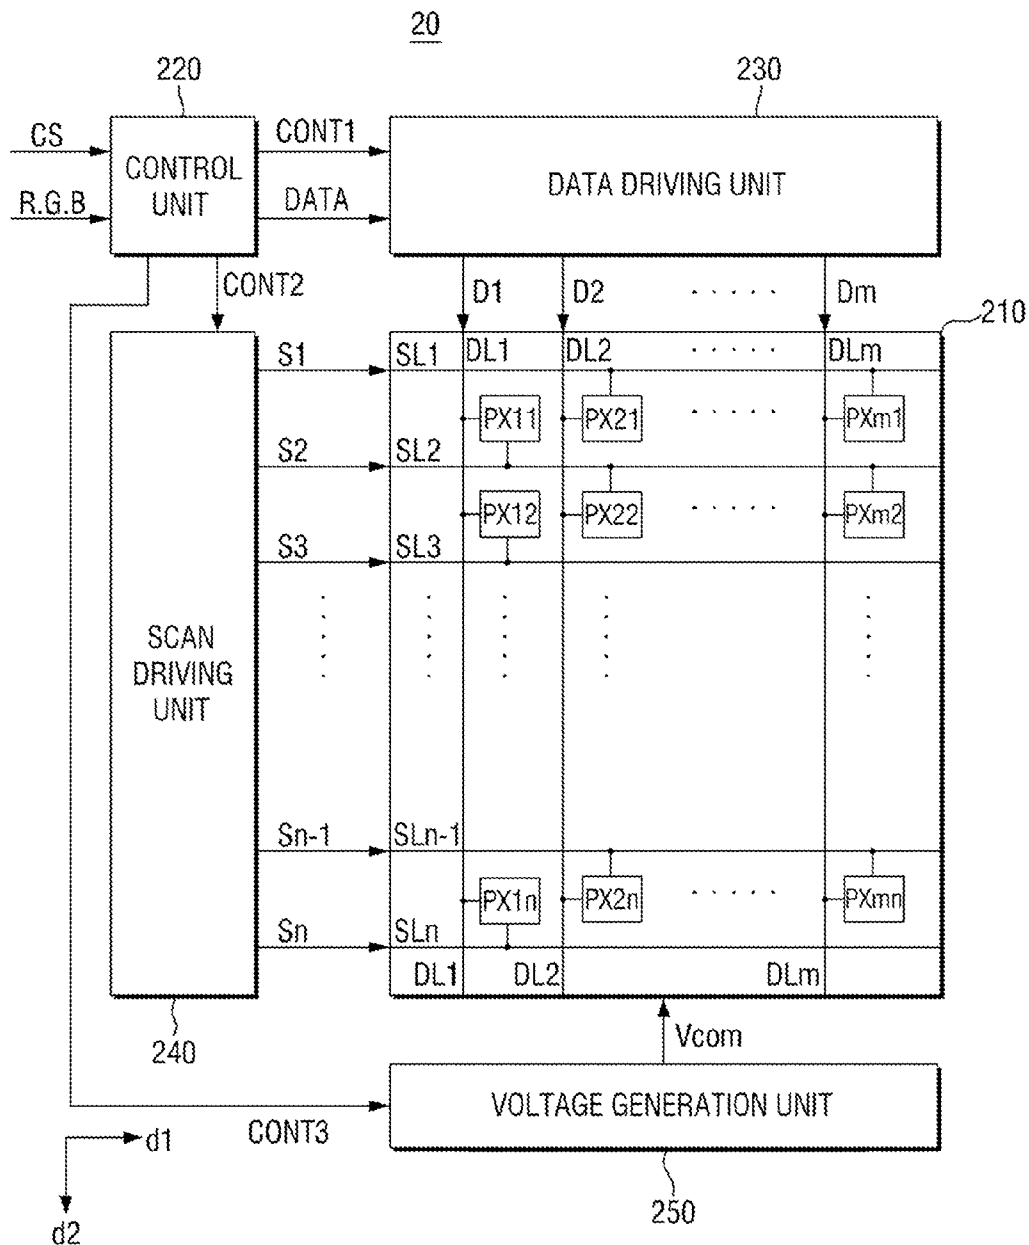 20
220
230
CS
R.G.B
CONTROL
UNIT
CONT1
DATA
DATA DRIVING UNIT
CONT2
D1
D2
Dm
210
S1
SL1
DL1
DL2
DLm
PX11
PX21
PXm1
S2
SL2
PX12
PX22
PXm2
S3
SL3
SCAN
DRIVING
UNIT
Sn-1
SLn-1
PX1n
PX2n
PXmn
Sn
SLn
DL1
DL2
DLm
240
Vcom
VOLTAGE GENERATION UNIT
CONT3
d1
d2
250